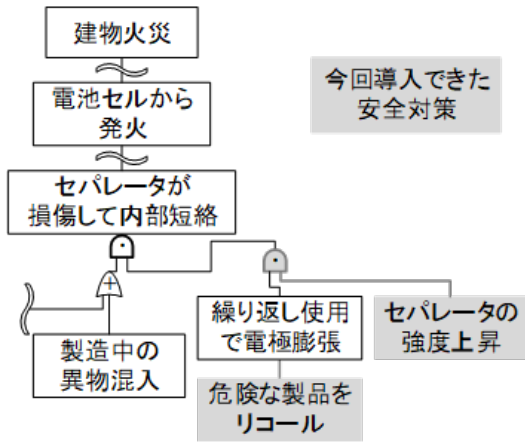 建物火災
電池セルから
発火
今回導入できた
安全対策
セパレータが
損傷して内部短絡
+
製造中の
異物混入
繰り返し使用
で電極膨張
セパレータの
強度上昇
危険な製品を
リコール